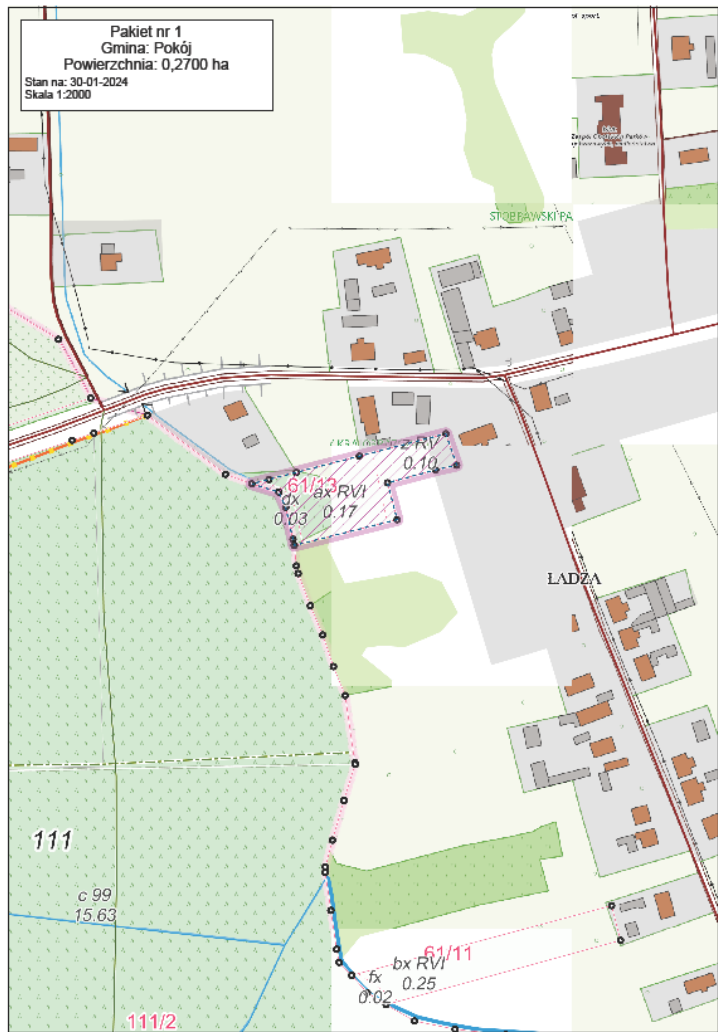 Pakiet nr 1
Gmina: Pokój
Powierzchnia: 0,2700 ha
Stan na: 30-01-2024
Skala 1:2000
STOBRAWSKI PA
z RV
0.10
61/13
ax RVI
0.17
dx
0.03
ŁADZA
111
c 99
15.63
61/11
bx RVI
0.25
fx
0.02
111/2